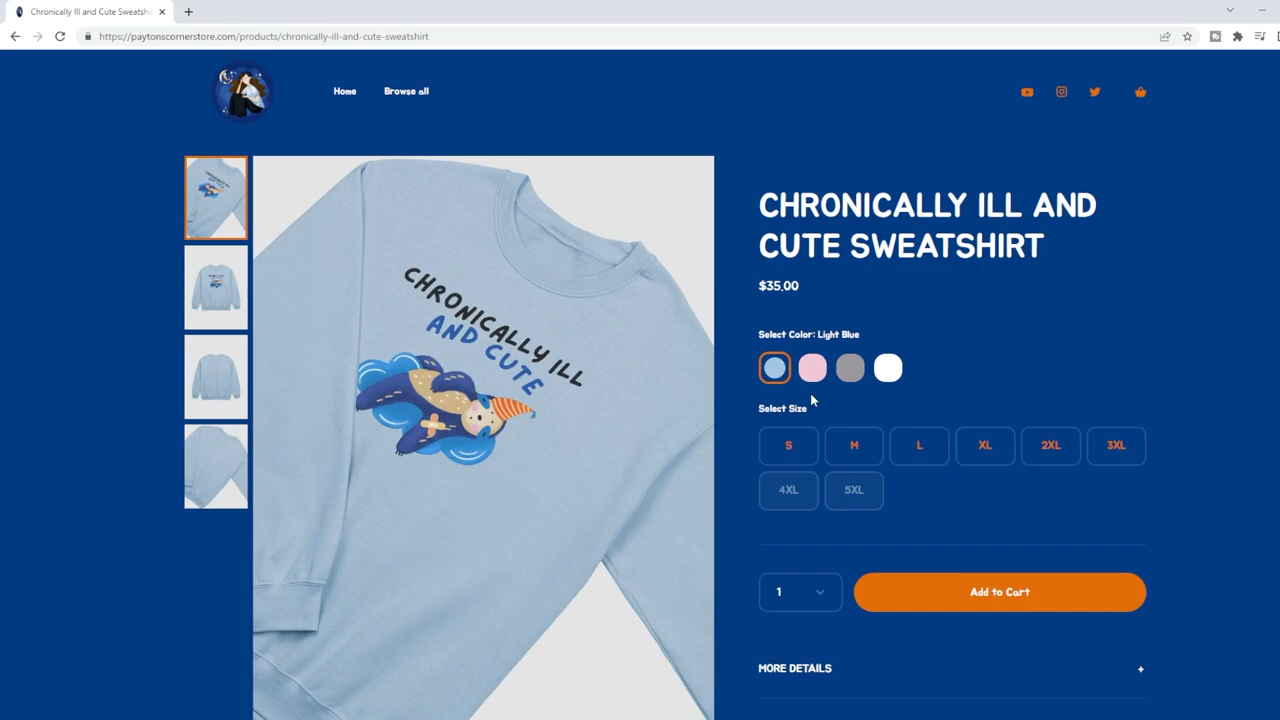 Chronically Ill and Cute Sweatshi
https://paytonscornerstore.com/products/chronically-ill-and-cute-sweatshirt
Home Browse all
CHRONICALLY ILL AND
CUTE SWEATSHIRT
$35.00
Select Color: Light Blue
Select Size
S M L XL 2XL 3XL
4XL 5XL
1 Add to Cart
MORE DETAILS +
CHRONICALLY ILL
AND CUTE